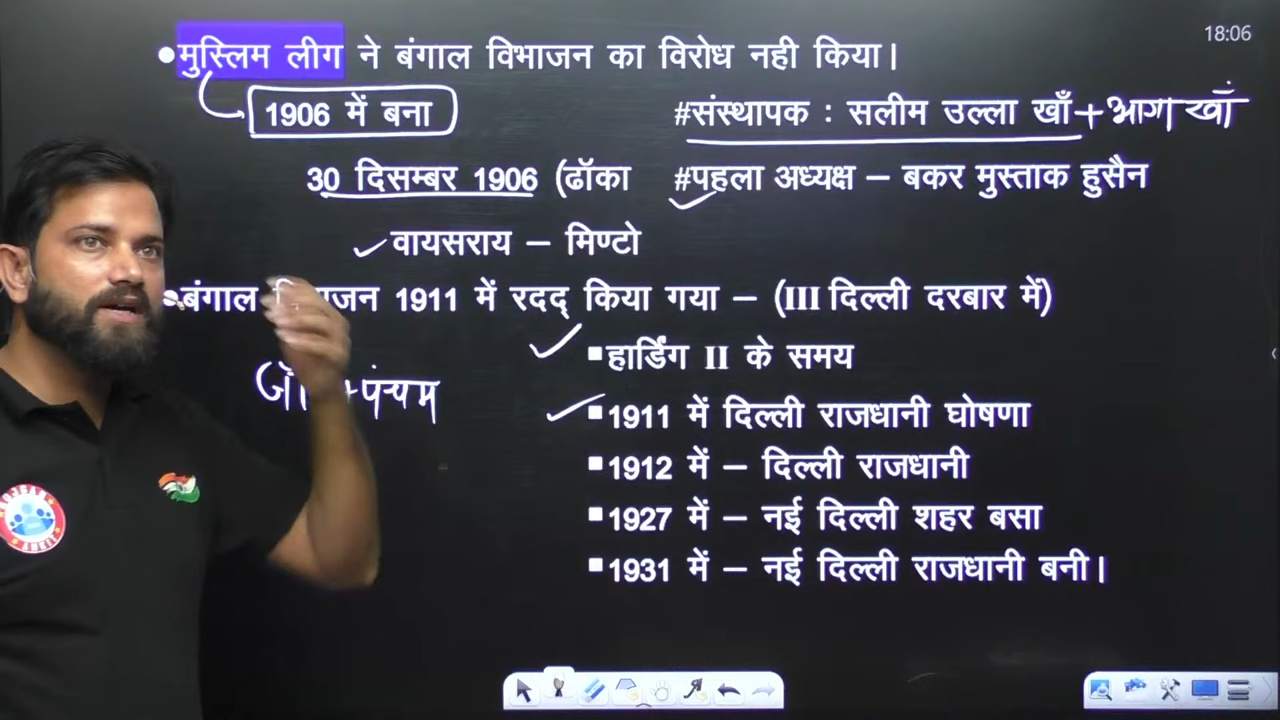 18:06
•मुस्लिम लीग ने बंगाल विभाजन का विरोध नही किया।
1906 में बना
#संस्थापक : सलीम उल्ला खाँ + आगा खाँ
30 दिसम्बर 1906 (ढॉका
#पहला अध्यक्ष – बकर मुस्ताक हुसैन
वायसराय – मिण्टो
•बंगाल 1911 में रदद् किया गया – (III दिल्ली दरबार में)
▪हार्डिंग II के समय
पंचम
▪1911 में दिल्ली राजधानी घोषणा
▪1912 में – दिल्ली राजधानी
▪1927 में – नई दिल्ली शहर बसा
▪1931 में – नई दिल्ली राजधानी बनी।